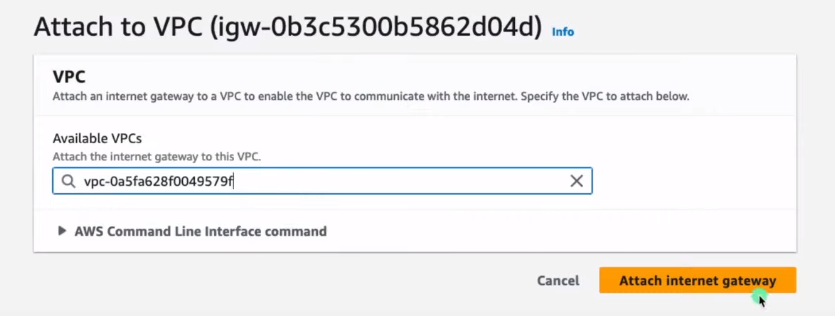 Attach to VPC (igw-0b3c5300b5862d04d) Info
VPC
Attach an internet gateway to a VPC to enable the VPC to communicate with the internet. Specify the VPC to attach below.
Available VPCs
Attach the internet gateway to this VPC.
vpc-0a5fa628f0049579f
AWS Command Line Interface command
Cancel Attach internet gateway